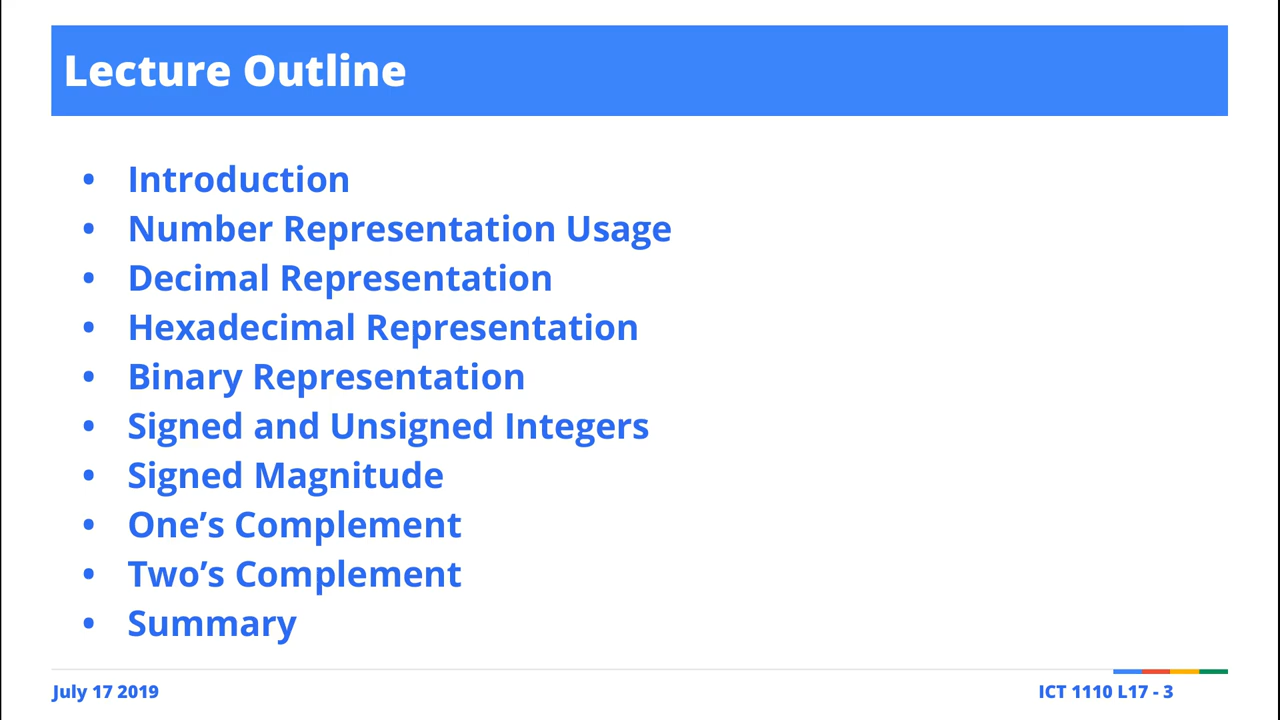 Lecture Outline
• Introduction
• Number Representation Usage
• Decimal Representation
• Hexadecimal Representation
• Binary Representation
• Signed and Unsigned Integers
• Signed Magnitude
• One’s Complement
• Two’s Complement
• Summary
July 17 2019
ICT 1110 L17 - 3